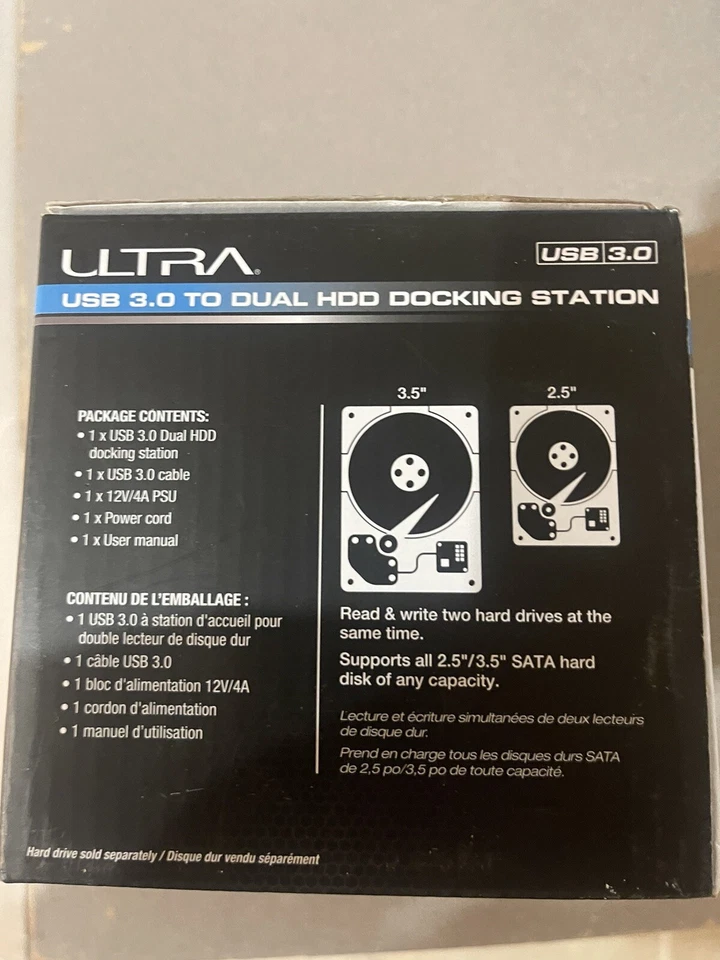 ULTRA®
USB 3.0
USB 3.0 TO DUAL HDD DOCKING STATION
PACKAGE CONTENTS:
• 1 x USB 3.0 Dual HDD
docking station
• 1 x USB 3.0 cable
• 1 x 12V/4A PSU
• 1 x Power cord
• 1 x User manual
CONTENU DE L'EMBALLAGE :
• 1 USB 3.0 à station d'accueil pour
double lecteur de disque dur
• 1 câble USB 3.0
• 1 bloc d'alimentation 12V/4A
• 1 cordon d'alimentation
• 1 manuel d'utilisation
3.5"
2.5"
Read & write two hard drives at the
same time.
Supports all 2.5"/3.5" SATA hard
disk of any capacity.
Lecture et écriture simultanées de deux lecteurs
de disque dur.
Prend en charge tous les disques durs SATA
de 2,5 po/3,5 po de toute capacité.
Hard drive sold separately / Disque dur vendu séparément